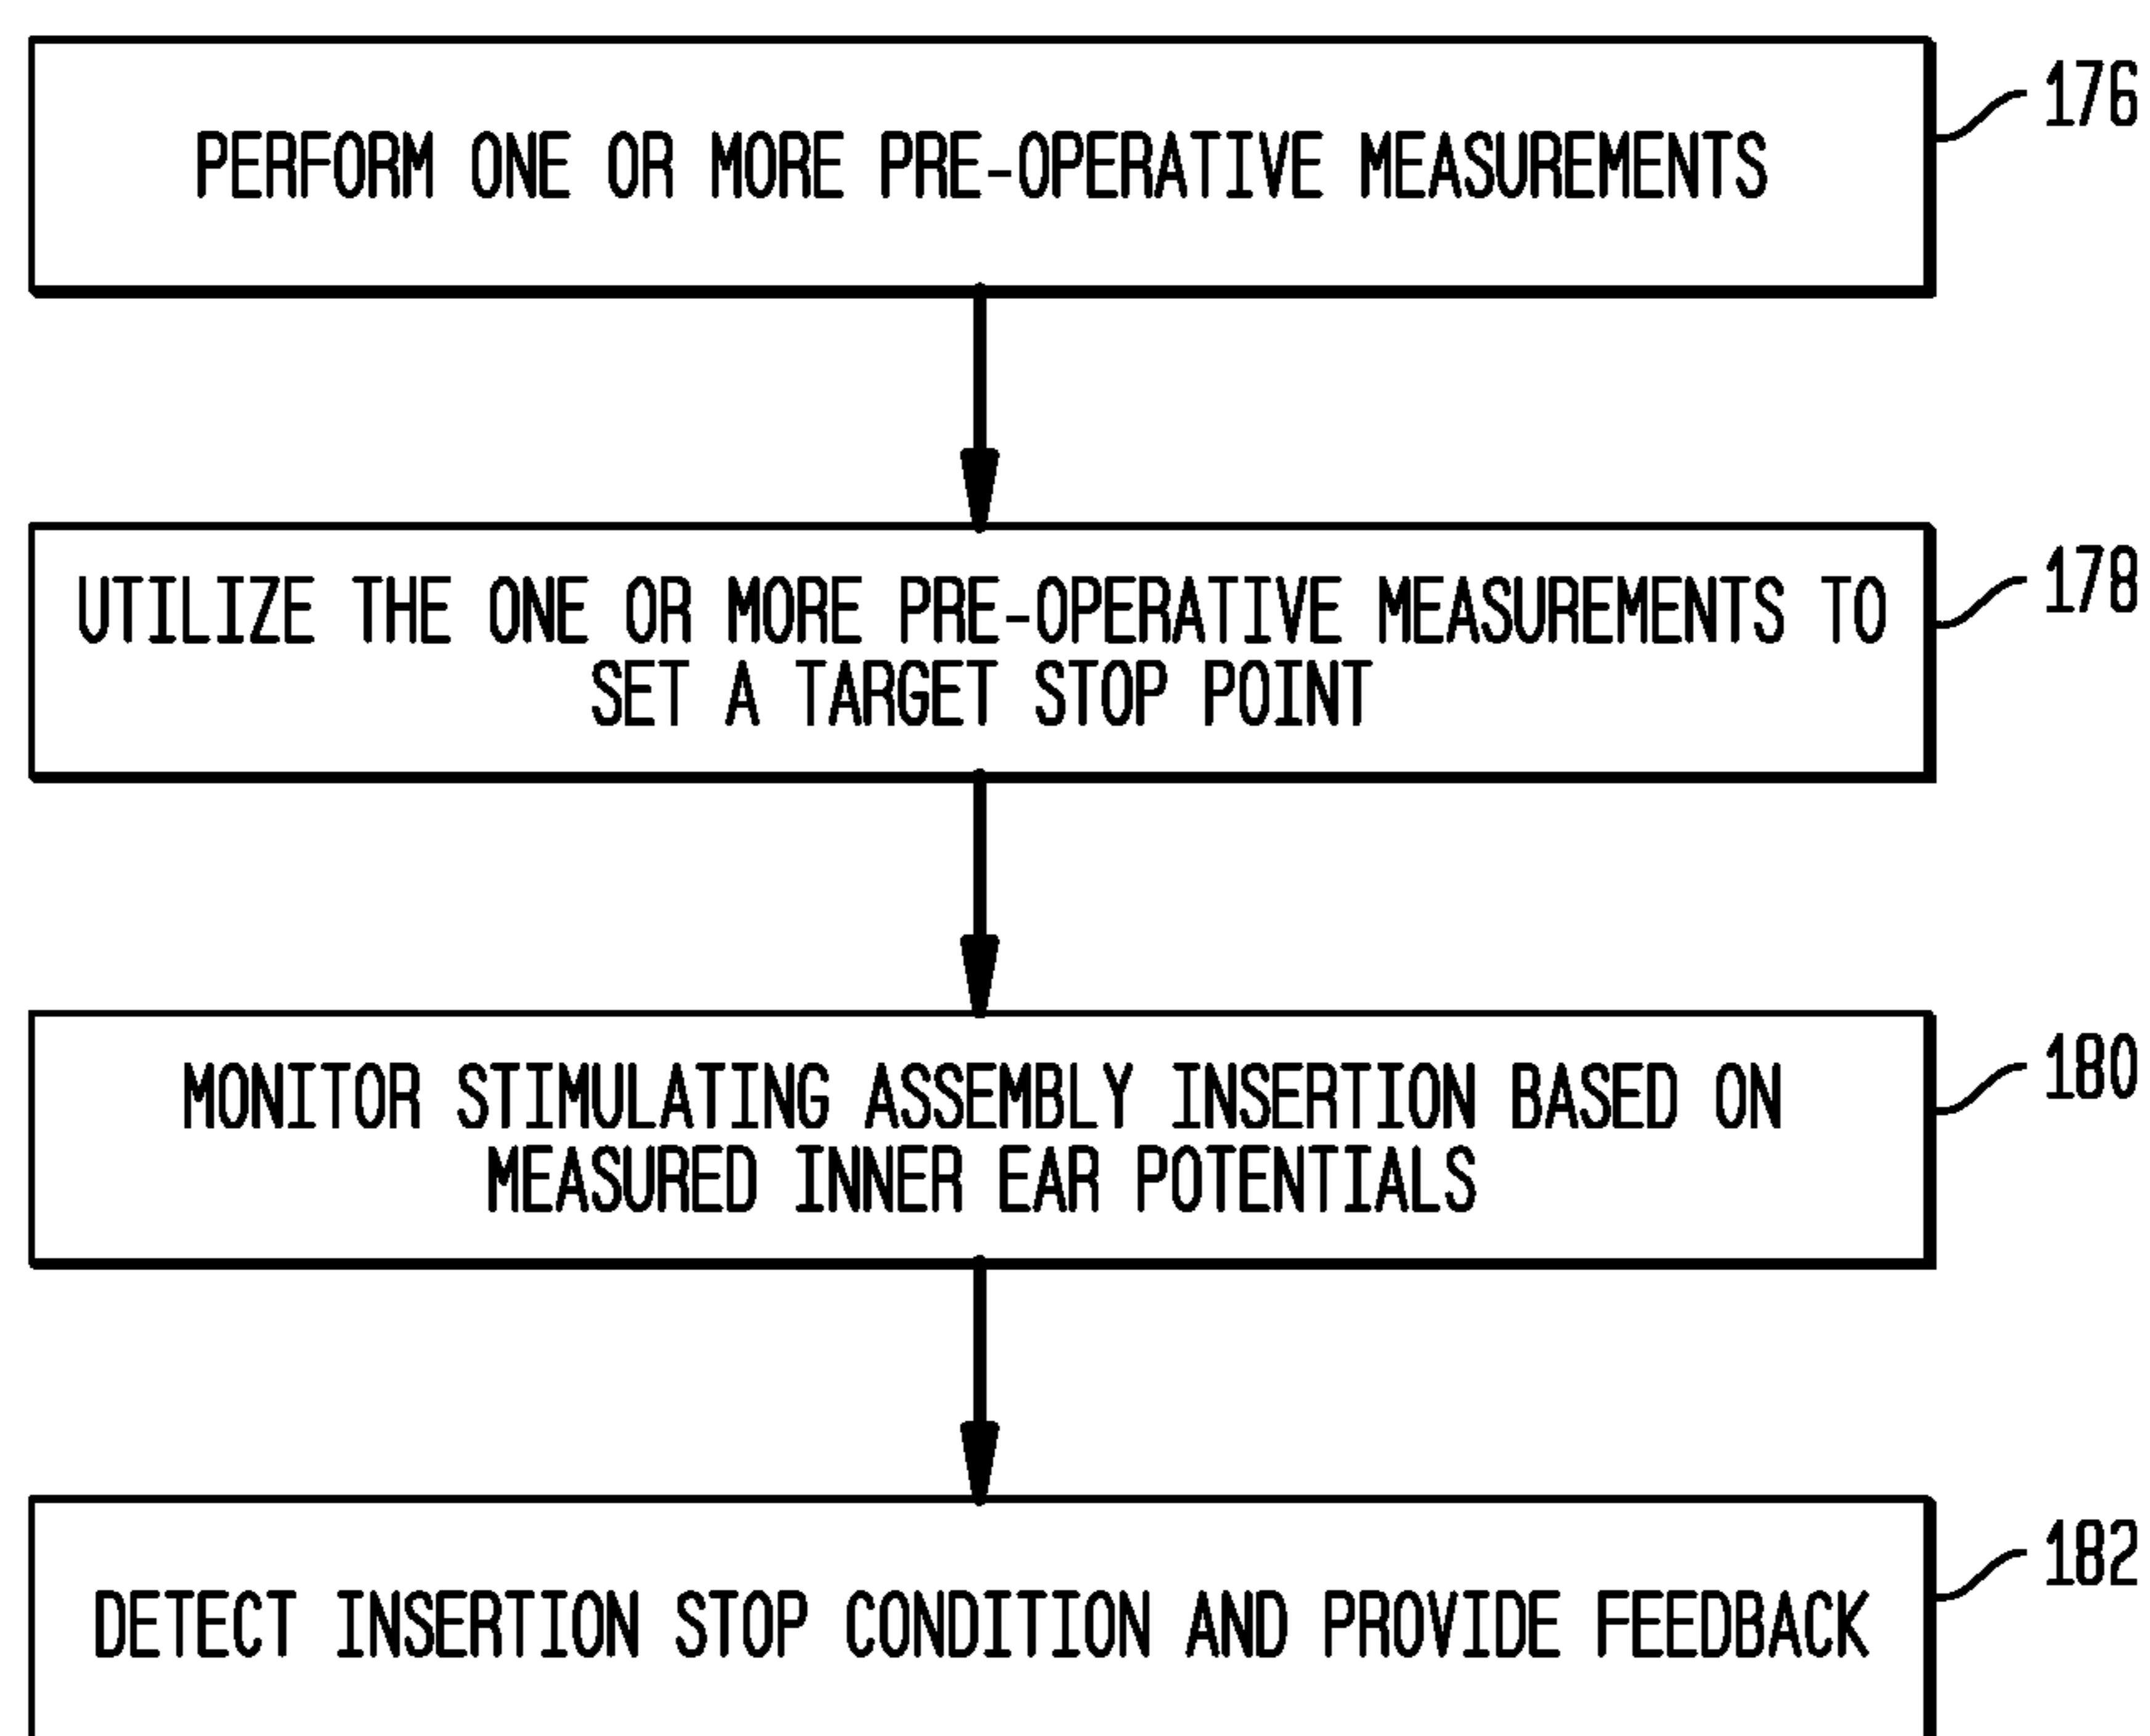 176
PERFORM ONE OR MORE PRE-OPERATIVE MEASUREMENTS
178
UTILIZE THE ONE OR MORE PRE-OPERATIVE MEASUREMENTS TO
SET A TARGET STOP POINT
180
MONITOR STIMULATING ASSEMBLY INSERTION BASED ON
MEASURED INNER EAR POTENTIALS
182
DETECT INSERTION STOP CONDITION AND PROVIDE FEEDBACK